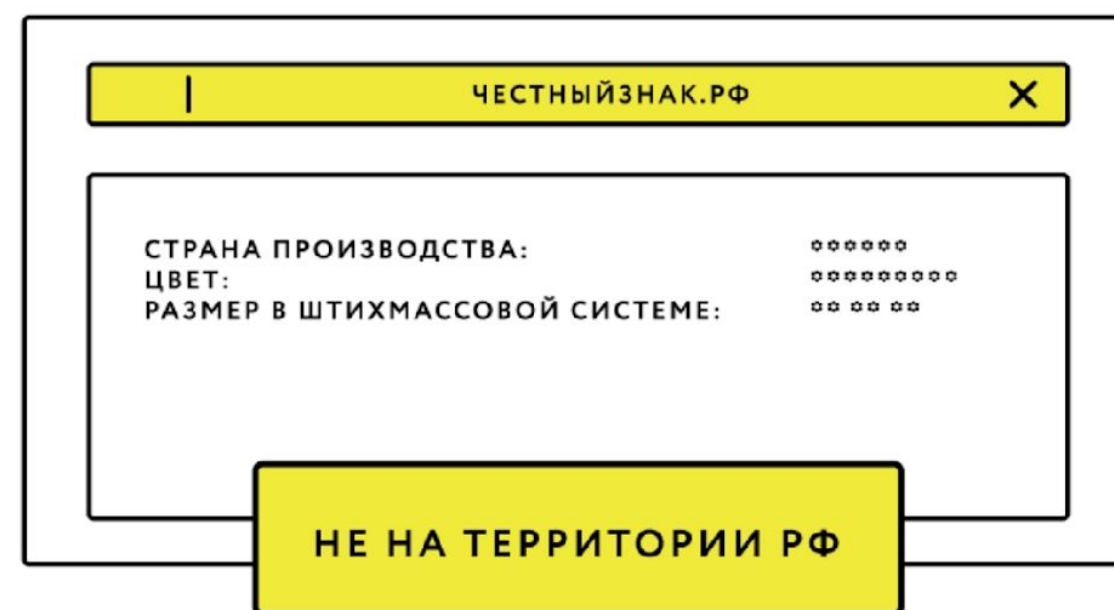 ЧЕСТНЫЙЗНАК.РФ
СТРАНА ПРОИЗВОДСТВА: ******
ЦВЕТ: *********
РАЗМЕР В ШТИХМАССОВОЙ СИСТЕМЕ: ** ** **
НЕ НА ТЕРРИТОРИИ РФ